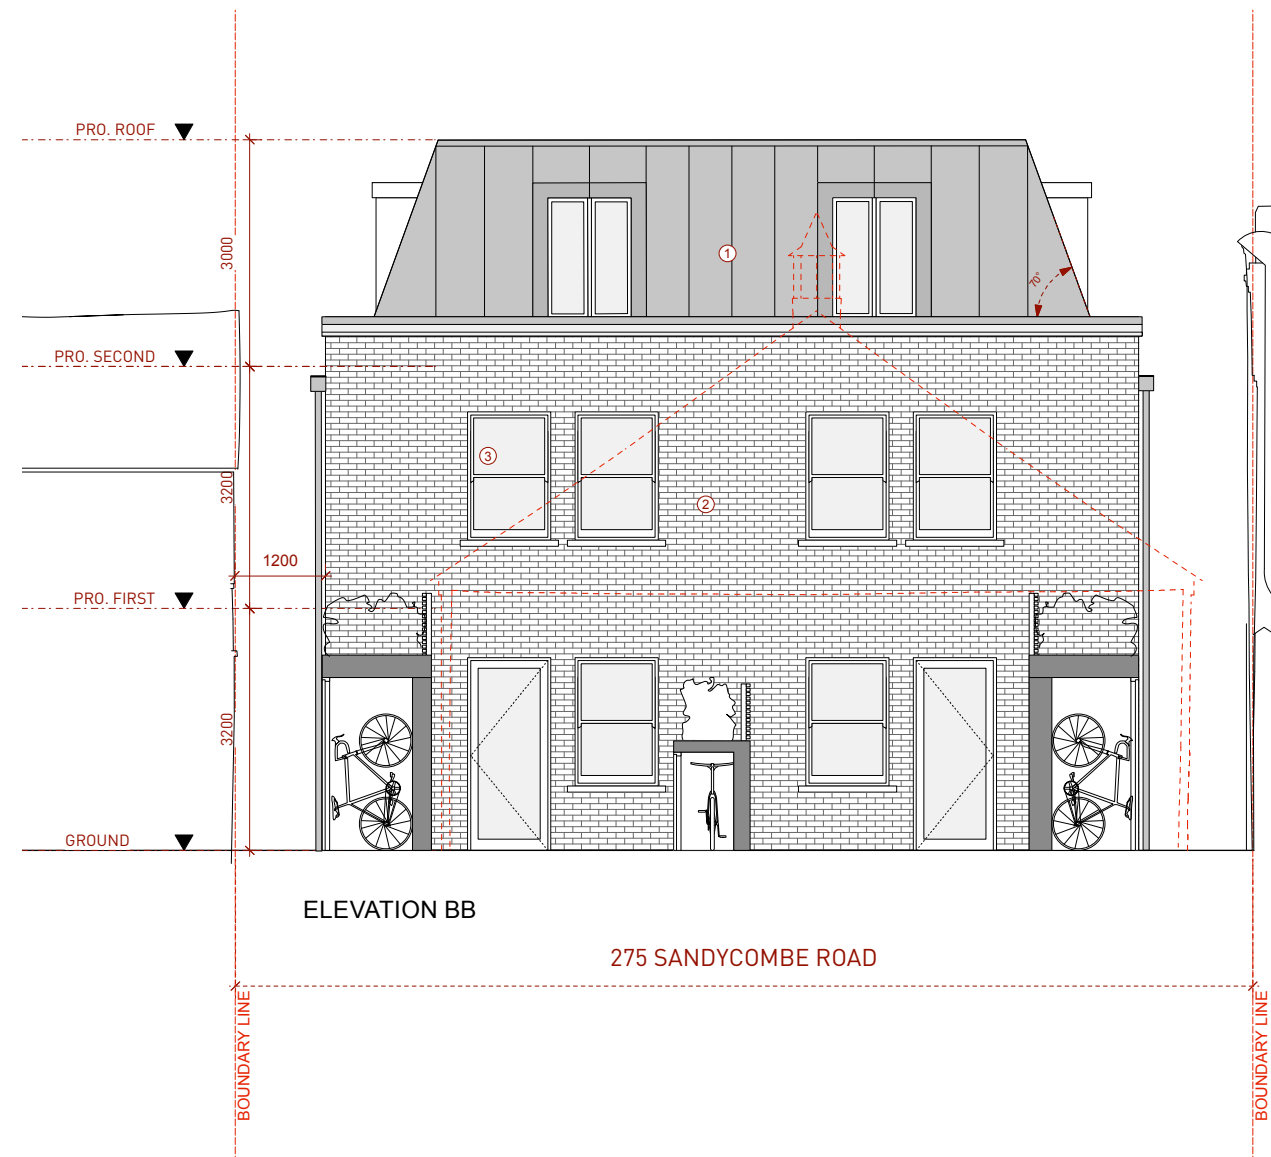 PRO. ROOF
3000
1
70°
PRO. SECOND
3200
3
2
1200
PRO. FIRST
3200
GROUND
ELEVATION BB
275 SANDYCOMBE ROAD
BOUNDARY LINE
BOUNDARY LINE